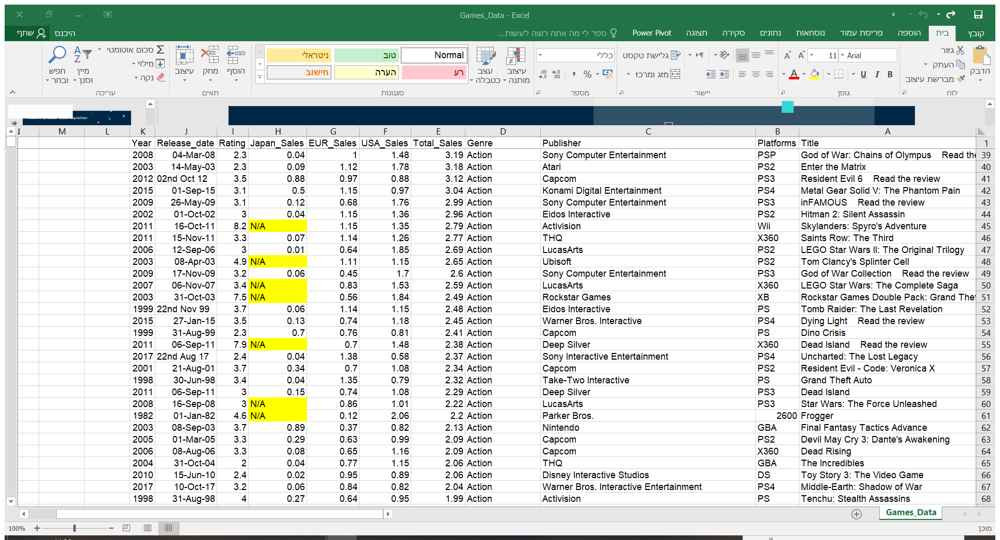 Games_Data - Excel
קובץ בית הוספה פריסת עמוד נוסחאות נתונים סקירה תצוגה Power Pivot ספר לי מה אתה רוצה לעשות... היכנס שתף
הדבק גזור
העתק
מברשת עיצוב
לוח
Arial 11 A A
B I U A
גופן
גלישת טקסט
מזג ומרכז
יישור
כללי
% , .00 .0 .00
מספר
עיצוב מותנה
עצב כטבלה
Normal טוב ניטראלי
רע הערה חישוב
סגנונות
הוסף מחק עיצוב
תאים
סכום אוטומטי
מילוי
נקה
מיין וסנן
חפש ובחר
עריכה
N M L K J I H G F E D C B A
Year Release_date Rating Japan_Sales EUR_Sales USA_Sales Total_Sales Genre Publisher Platforms Title 1
2008 04-Mar-08 2.3 0.04 1 1.48 3.19 Action Sony Computer Entertainment PSP God of War: Chains of Olympus Read the 39
2003 14-May-03 2.3 0.09 1.12 1.78 3.18 Action Atari PS2 Enter the Matrix 40
2012 02nd Oct 12 3.5 0.88 0.97 0.88 3.12 Action Capcom PS3 Resident Evil 6 Read the review 41
2015 01-Sep-15 3.1 0.5 1.15 0.97 3.04 Action Konami Digital Entertainment PS4 Metal Gear Solid V: The Phantom Pain 42
2009 26-May-09 3.1 0.12 0.68 1.76 2.99 Action Sony Computer Entertainment PS3 inFAMOUS Read the review 43
2002 01-Oct-02 3 0.04 1.15 1.36 2.96 Action Eidos Interactive PS2 Hitman 2: Silent Assassin 44
2011 16-Oct-11 8.2 N/A 1.15 1.35 2.79 Action Activision Wii Skylanders: Spyro's Adventure 45
2011 15-Nov-11 3.3 0.07 1.14 1.26 2.77 Action THQ X360 Saints Row: The Third 46
2006 12-Sep-06 3 0.01 0.64 1.85 2.69 Action LucasArts PS2 LEGO Star Wars II: The Original Trilogy 47
2003 08-Apr-03 4.9 N/A 1.11 1.15 2.65 Action Ubisoft PS2 Tom Clancy's Splinter Cell 48
2009 17-Nov-09 3.2 0.06 0.45 1.7 2.6 Action Sony Computer Entertainment PS3 God of War Collection Read the review 49
2007 06-Nov-07 3.4 N/A 0.83 1.53 2.59 Action LucasArts X360 LEGO Star Wars: The Complete Saga 50
2003 31-Oct-03 7.5 N/A 0.56 1.84 2.49 Action Rockstar Games XB Rockstar Games Double Pack: Grand Thef 51
1999 22nd Nov 99 3.7 0.06 1.14 1.15 2.48 Action Eidos Interactive PS Tomb Raider: The Last Revelation 52
2015 27-Jan-15 3.5 0.13 0.74 1.18 2.45 Action Warner Bros. Interactive PS4 Dying Light Read the review 53
1999 31-Aug-99 2.3 0.7 0.76 0.81 2.41 Action Capcom PS Dino Crisis 54
2011 06-Sep-11 7.9 N/A 0.7 1.48 2.38 Action Deep Silver X360 Dead Island Read the review 55
2017 22nd Aug 17 2.4 0.04 1.38 0.58 2.37 Action Sony Interactive Entertainment PS4 Uncharted: The Lost Legacy 56
2001 21-Aug-01 3.7 0.34 0.7 1.08 2.34 Action Capcom PS2 Resident Evil - Code: Veronica X 57
1998 30-Jun-98 3.4 0.04 1.35 0.79 2.32 Action Take-Two Interactive PS Grand Theft Auto 58
2011 06-Sep-11 3 0.15 0.74 1.08 2.29 Action Deep Silver PS3 Dead Island 59
2008 16-Sep-08 3 N/A 0.86 1.01 2.22 Action LucasArts PS3 Star Wars: The Force Unleashed 60
1982 01-Jan-82 4.6 N/A 0.12 2.06 2.2 Action Parker Bros. 2600 Frogger 61
2003 08-Sep-03 3.7 0.89 0.37 0.82 2.13 Action Nintendo GBA Final Fantasy Tactics Advance 62
2005 01-Mar-05 3.3 0.29 0.63 0.99 2.09 Action Capcom PS2 Devil May Cry 3: Dante's Awakening 63
2006 08-Aug-06 3.3 0.08 0.65 1.16 2.09 Action Capcom X360 Dead Rising 64
2004 31-Oct-04 2 0.04 0.77 1.15 2.06 Action THQ GBA The Incredibles 65
2010 15-Jun-10 2.4 0.02 0.95 0.89 2.06 Action Disney Interactive Studios DS Toy Story 3: The Video Game 66
2017 10-Oct-17 3.2 0.06 0.84 0.82 2.04 Action Warner Bros. Interactive Entertainment PS4 Middle-Earth: Shadow of War 67
1998 31-Aug-98 4 0.27 0.64 0.95 1.99 Action Activision PS Tenchu: Stealth Assassins 68
Games_Data
100% מוכן